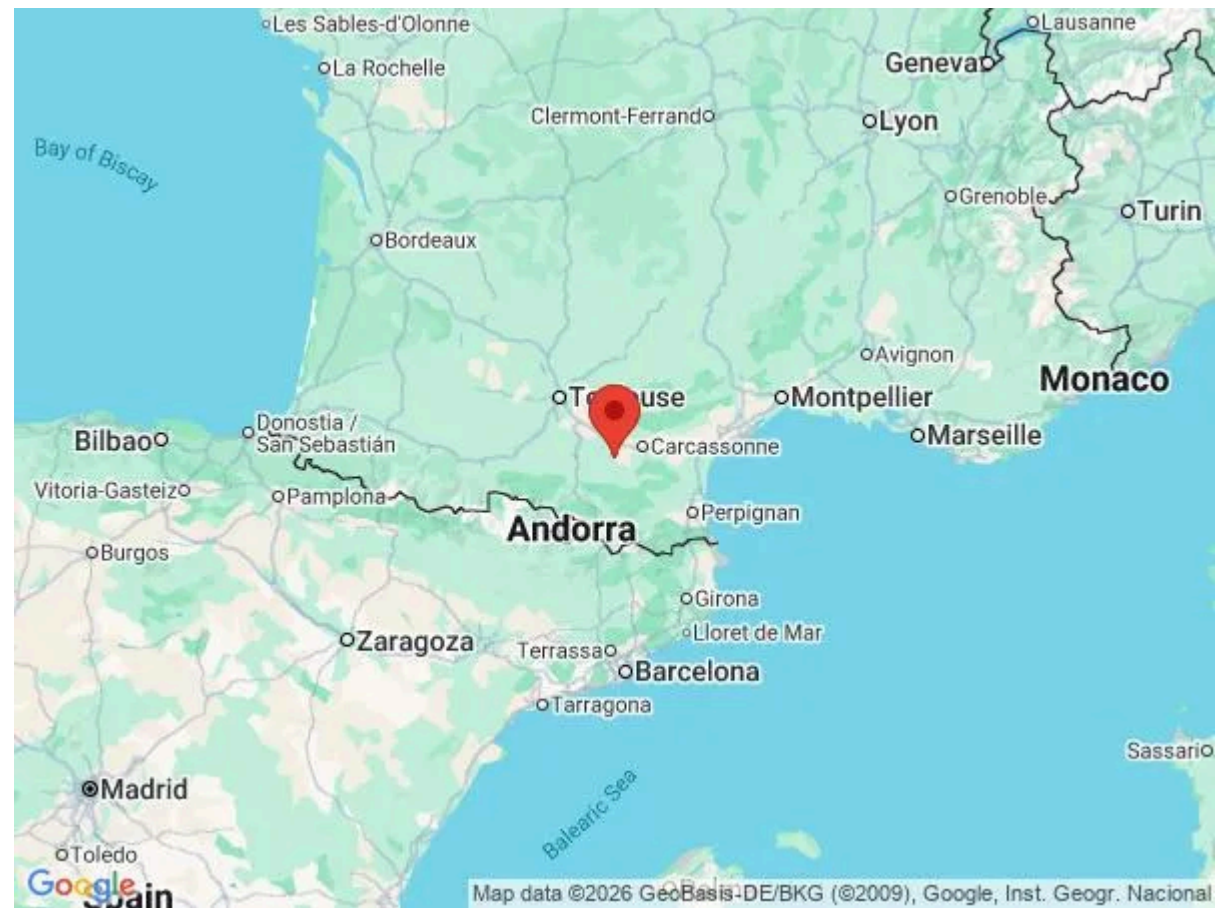 Les Sables-d'Olonne
Lausanne
La Rochelle
Geneva
Clermont-Ferrand
Lyon
Bay of Biscay
Grenoble
Turin
Bordeaux
Avignon
Monaco
Montpellier
Donostia /
San Sebastián
Bilbao
Marseille
Carcassonne
Vitoria-Gasteiz
Pamplona
Perpignan
Andorra
Burgos
Girona
Lloret de Mar
Zaragoza
Terrassa
Barcelona
Tarragona
Sassari
Madrid
Balearic Sea
Toledo
Google
Spain
Map data ©2026 GeoBasis-DE/BKG (©2009), Google, Inst. Geogr. Nacional